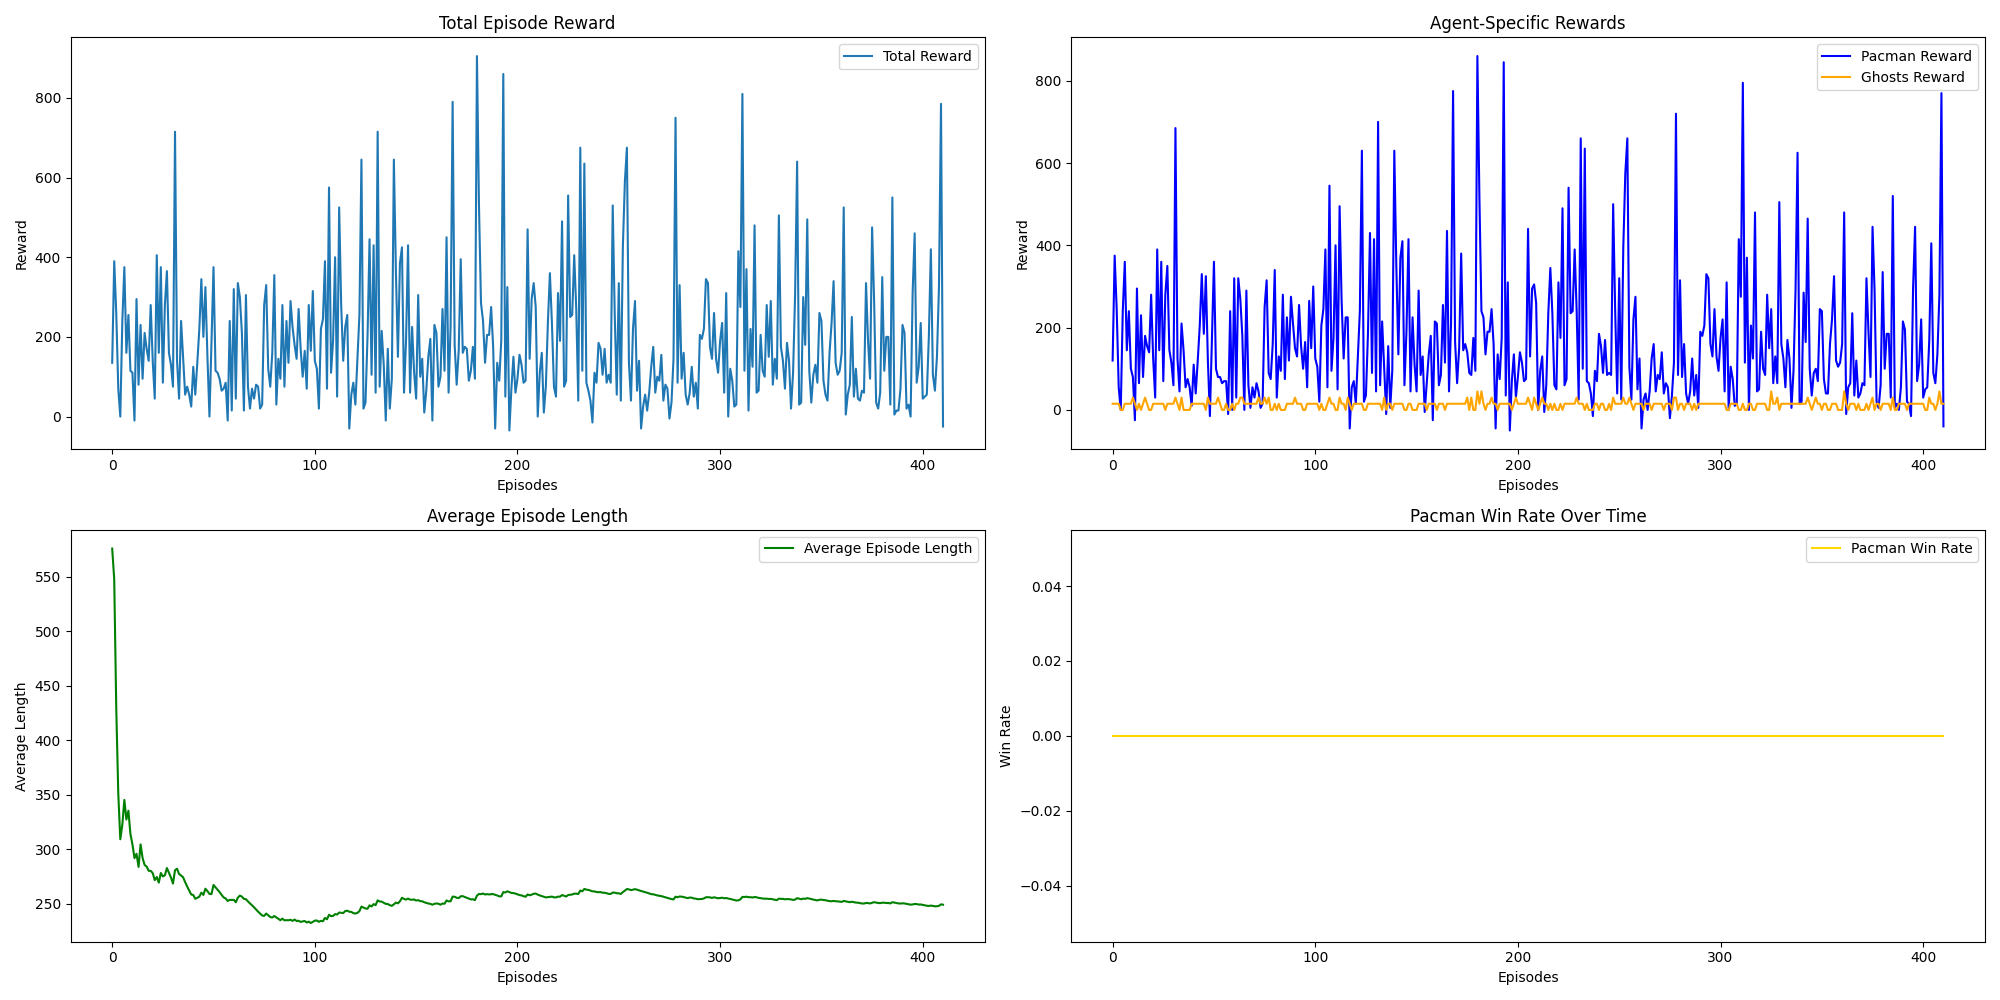 Total Episode Reward
Total Reward
800
600
400
200
0
Reward
0 100 200 300 400
Episodes
Agent-Specific Rewards
Pacman Reward
Ghosts Reward
800
600
400
200
0
Reward
0 100 200 300 400
Episodes
Average Episode Length
Average Episode Length
550
500
450
400
350
300
250
Average Length
0 100 200 300 400
Episodes
Pacman Win Rate Over Time
Pacman Win Rate
0.04
0.02
0.00
−0.02
−0.04
Win Rate
0 100 200 300 400
Episodes